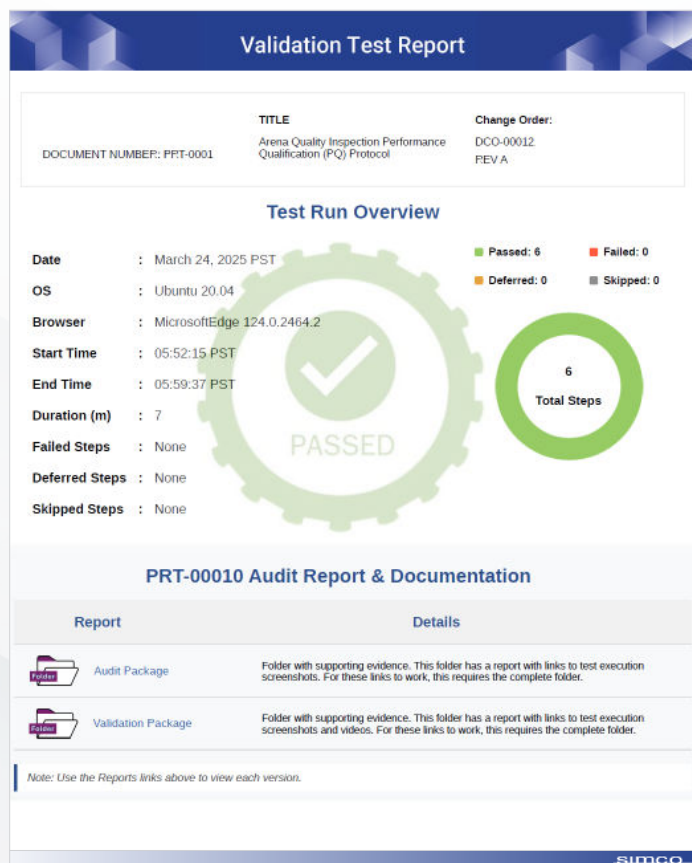 Validation Test Report
TITLE
Change Order:
DOCUMENT NUMBER:: PRT-0001
Arena Quality Inspection Performance
Qualification (PQ) Protocol
DCO-00012
REV A
Test Run Overview
Passed: 6
Failed: 0
Deferred: 0
Skipped: 0
Date : March 24, 2025 PST
OS : Ubuntu 20.04
Browser : MicrosoftEdge 124.0.2464.2
Start Time : 05:52:15 PST
End Time : 05:59:37 PST
Duration (m) : 7
Failed Steps : None
Deferred Steps : None
Skipped Steps : None
PASSED
6
Total Steps
PRT-00010 Audit Report & Documentation
Report
Details
Folder
Audit Package
Folder with supporting evidence. This folder has a report with links to test execution
screenshots. For these links to work, this requires the complete folder.
Folder
Validation Package
Folder with supporting evidence. This folder has a report with links to test execution
screenshots and videos. For these links to work, this requires the complete folder.
Note: Use the Reports links above to view each version.
simco